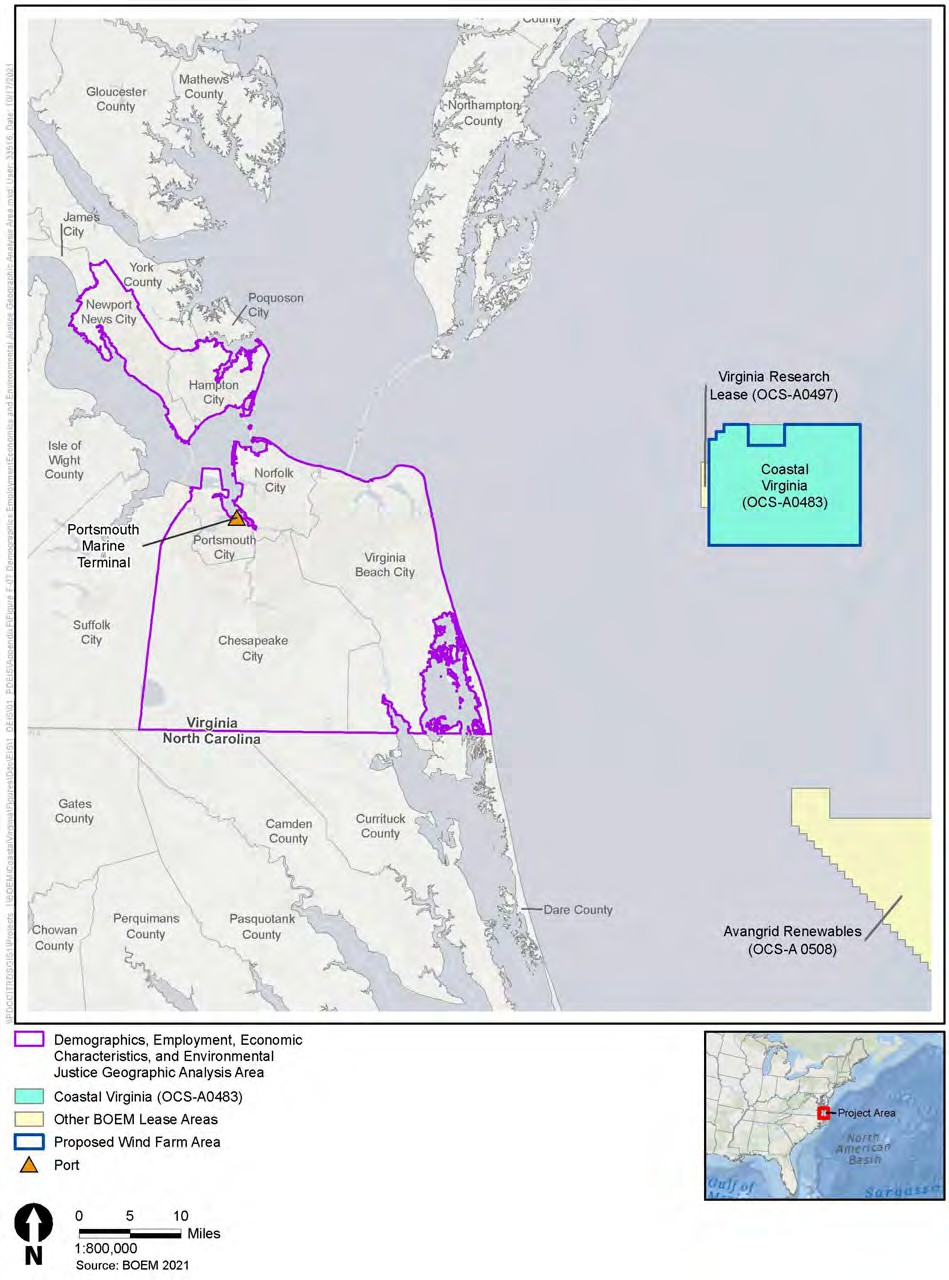 County
Mathews
County
Gloucester
County
Northampton
County
James
City
York
County
Poquoson
City
Newport
News City
Hampton
City
Virginia Research
Lease (OCS-A0497)
Isle of
Wight
County
Norfolk
City
Coastal
Virginia
(OCS-A0483)
Portsmouth
Marine
Terminal
Portsmouth
City
Virginia
Beach City
Suffolk
City
Chesapeake
City
Virginia
North Carolina
Gates
County
Camden
County
Currituck
County
Dare County
Perquimans
County
Pasquotank
County
Chowan
County
Avangrid Renewables
(OCS-A 0508)
Demographics, Employment, Economic
Characteristics, and Environmental
Justice Geographic Analysis Area
Coastal Virginia (OCS-A0483)
Other BOEM Lease Areas
Proposed Wind Farm Area
Port
Project Area
North
American
Basin
Gulf of
Sargasso
N
0 5 10
Miles
1:800,000
Source: BOEM 2021